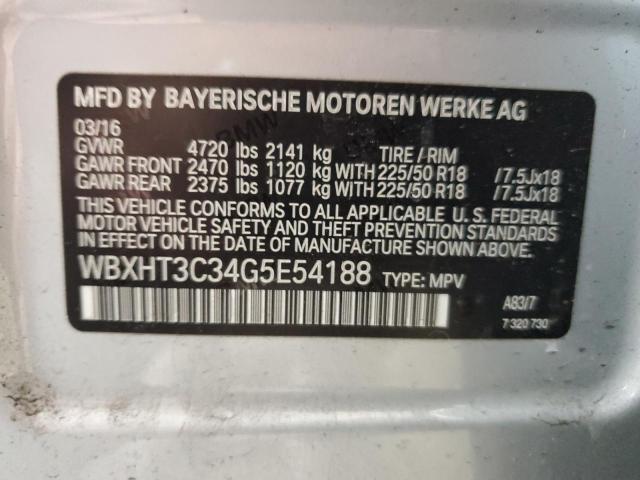 MFD BY BAYERISCHE MOTOREN WERKE AG
03/16
GVWR 4720 lbs 2141 kg TIRE / RIM
GAWR FRONT 2470 lbs 1120 kg WITH 225/50 R18 /7.5Jx18
GAWR REAR 2375 lbs 1077 kg WITH 225/50 R18 /7.5Jx18
THIS VEHICLE CONFORMS TO ALL APPLICABLE U. S. FEDERAL
MOTOR VEHICLE SAFETY AND THEFT PREVENTION STANDARDS
IN EFFECT ON THE DATE OF MANUFACTURE SHOWN ABOVE.
WBXHT3C34G5E54188 TYPE: MPV
A83/7
7 320 730
BMW